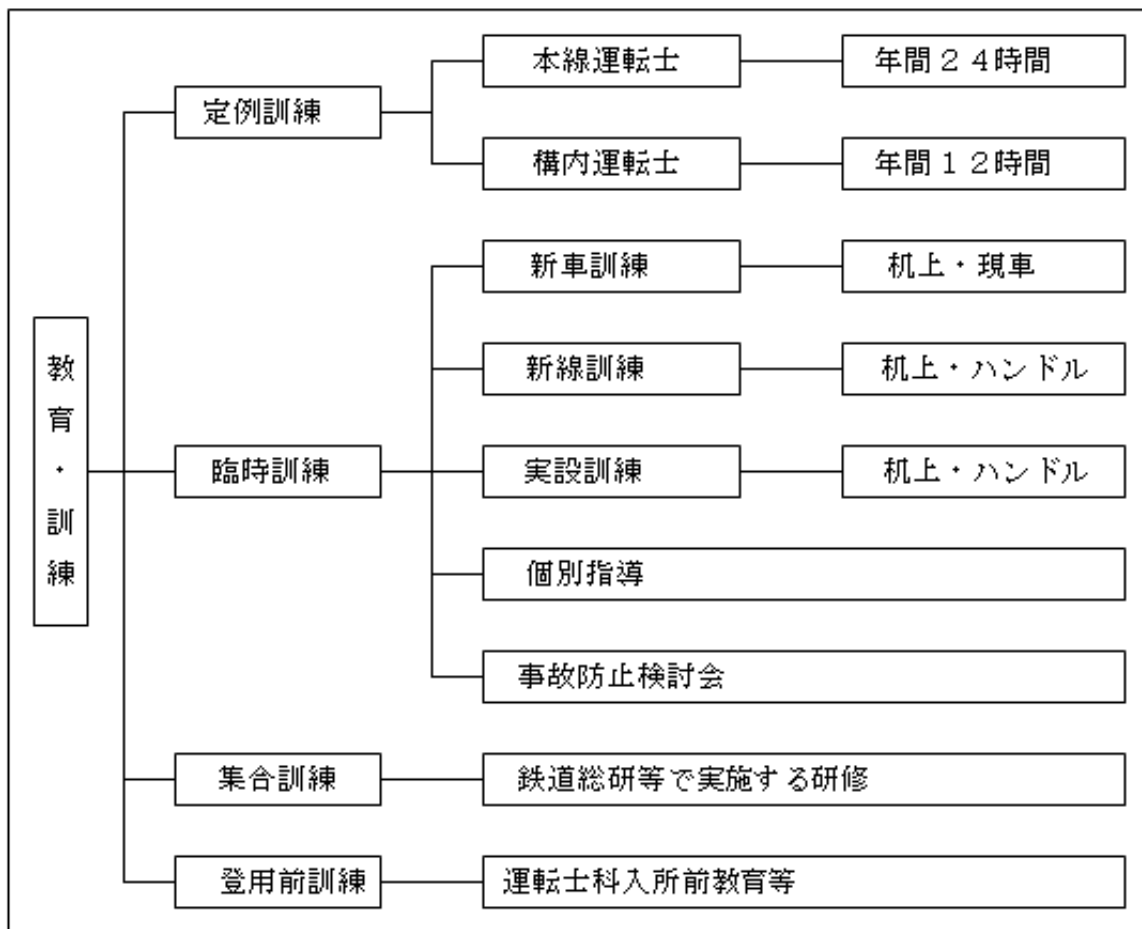 教育・訓練
定例訓練
本線運転士
年間２４時間
構内運転士
年間１２時間
臨時訓練
新車訓練
机上・現車
新線訓練
机上・ハンドル
実設訓練
机上・ハンドル
個別指導
事故防止検討会
集合訓練
鉄道総研等で実施する研修
登用前訓練
運転士科入所前教育等